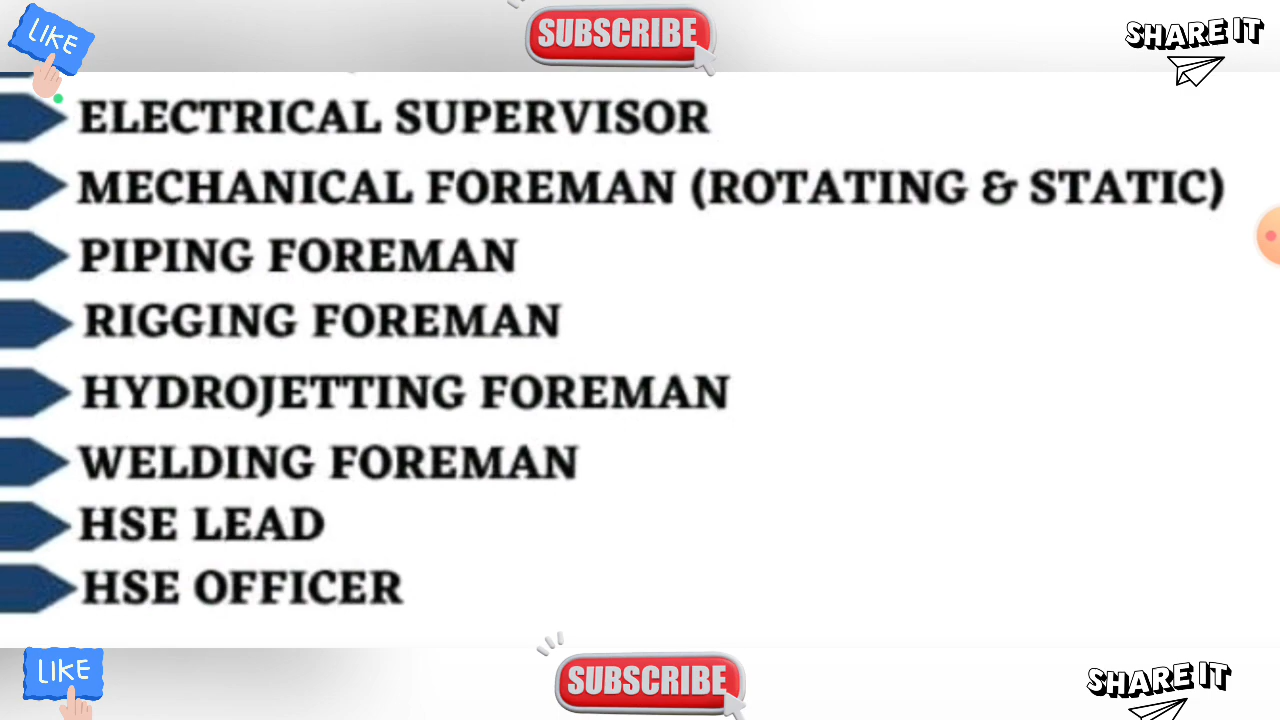 LIKE SUBSCRIBE SHARE IT
ELECTRICAL SUPERVISOR
MECHANICAL FOREMAN (ROTATING & STATIC)
PIPING FOREMAN
RIGGING FOREMAN
HYDROJETTING FOREMAN
WELDING FOREMAN
HSE LEAD
HSE OFFICER
LIKE SUBSCRIBE SHARE IT